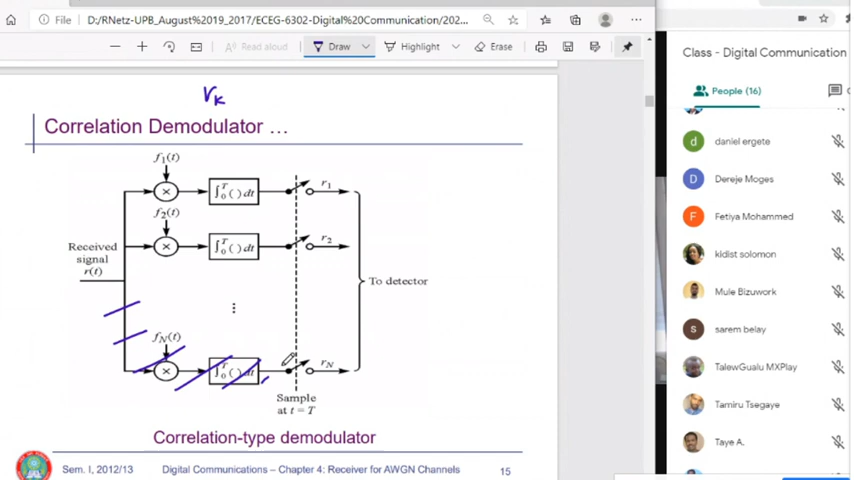 File D:/RNetz-UPB_August%2019_2017/ECEG-6302-Digital%20Communication/202...
Read aloud Draw Highlight Erase
r_K
Correlation Demodulator ...
f_1(t)
× ∫_0^T ( ) dt r_1
f_2(t)
× ∫_0^T ( ) dt r_2
Received
signal
r(t)
To detector
⋮
f_N(t)
× ∫_0^T ( ) dt r_N
Sample
at t = T
Correlation-type demodulator
Sem. I, 2012/13 Digital Communications – Chapter 4: Receiver for AWGN Channels 15
Class - Digital Communication
People (16)
d daniel ergete
D Dereje Moges
F Fetiya Mohammed
kidist solomon
Mule Bizuwork
s sarem belay
TalewGualu MXPlay
Tamiru Tsegaye
Taye A.